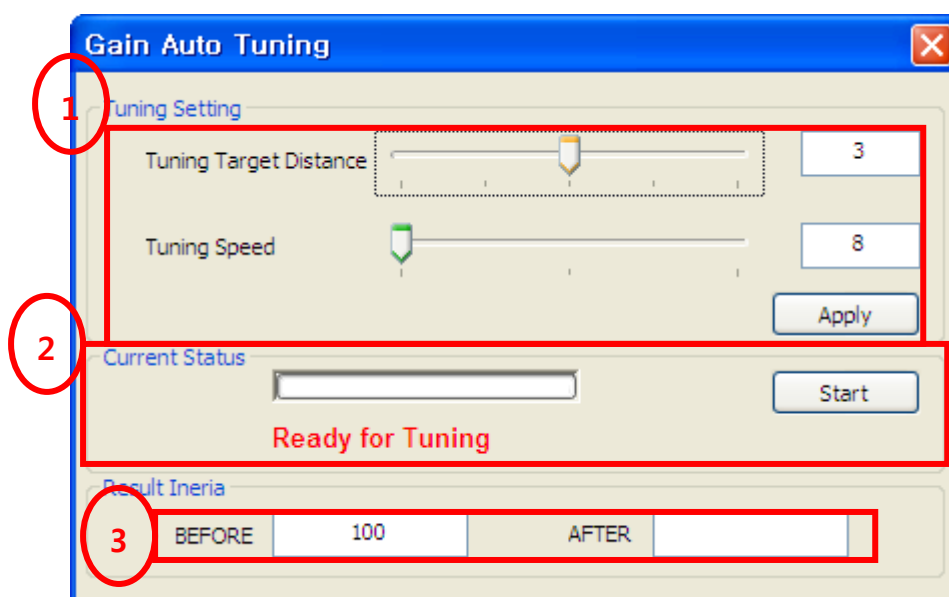 Gain Auto Tuning
1
Tuning Setting
Tuning Target Distance
3
Tuning Speed
8
Apply
2
Current Status
Start
Ready for Tuning
Result Ineria
3
BEFORE 100 AFTER